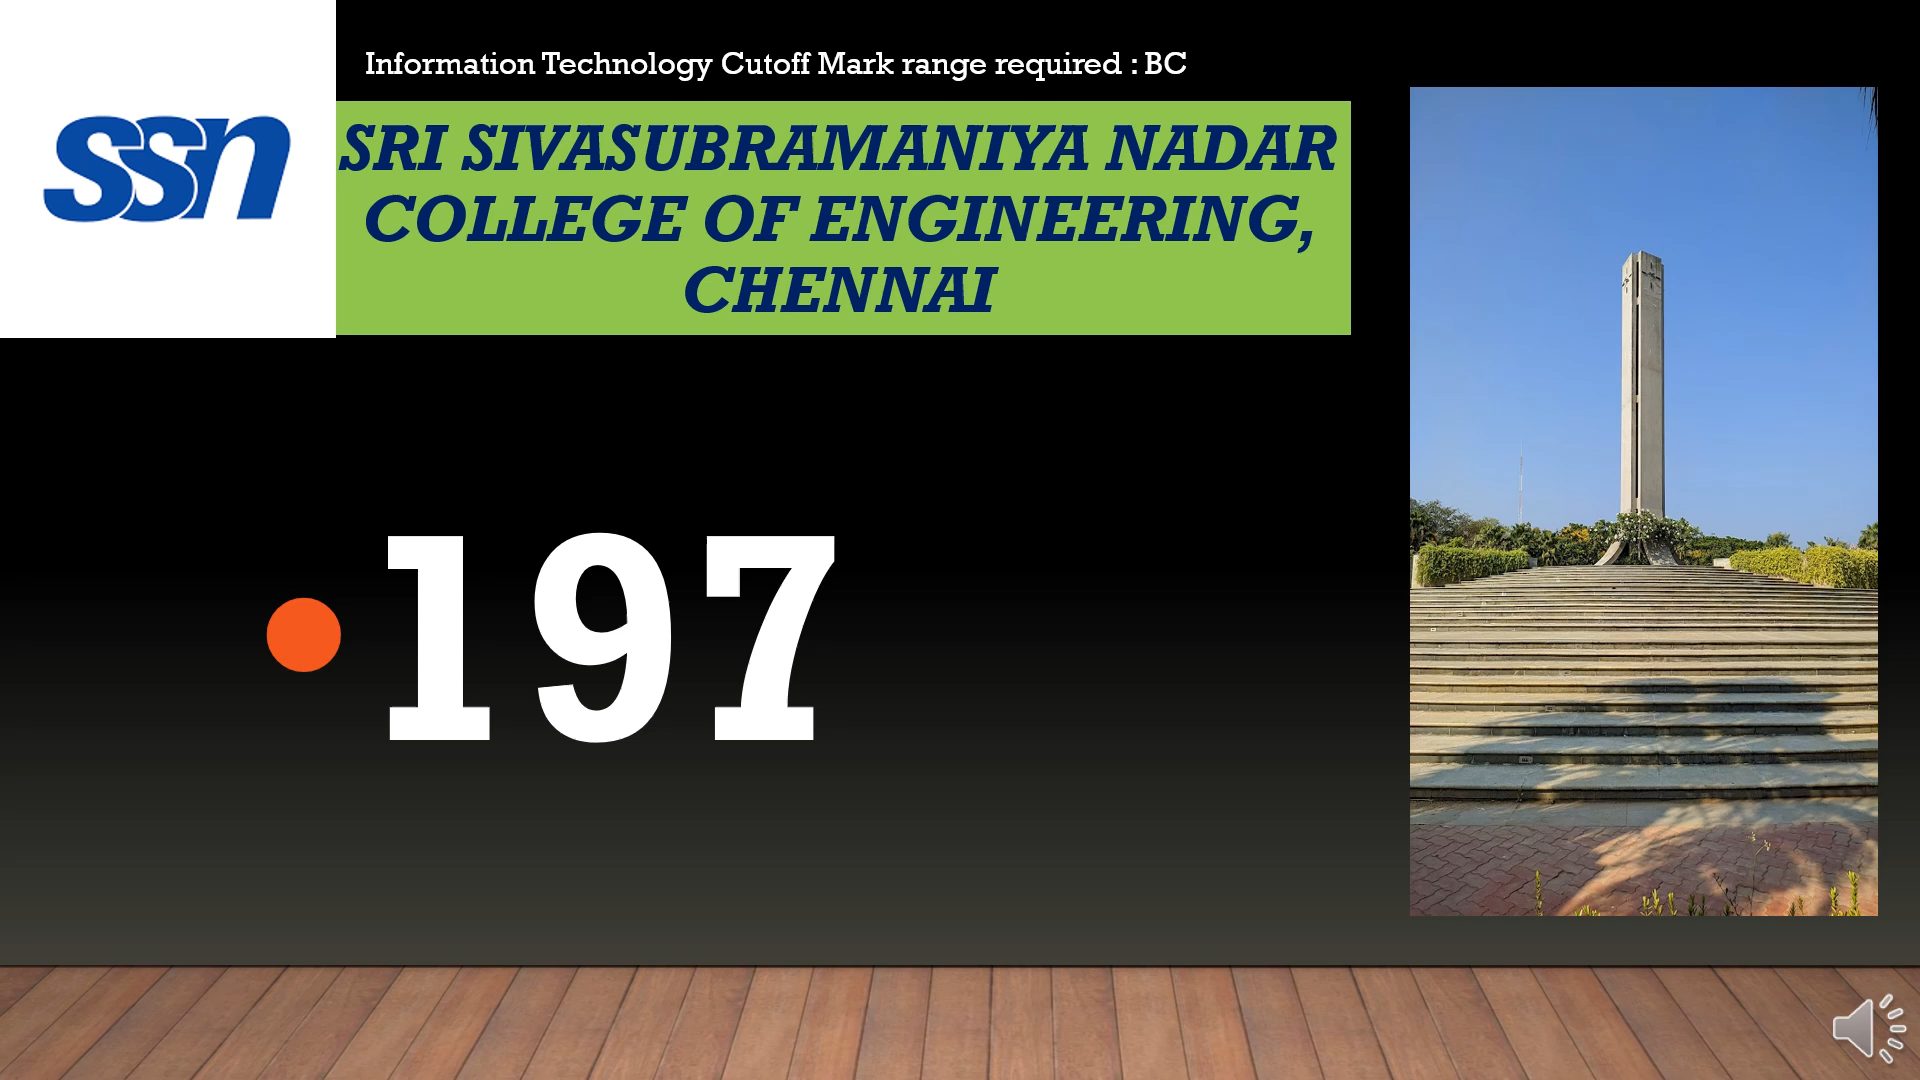 Information Technology Cutoff Mark range required : BC
ssn
SRI SIVASUBRAMANIYA NADAR
COLLEGE OF ENGINEERING,
CHENNAI
197